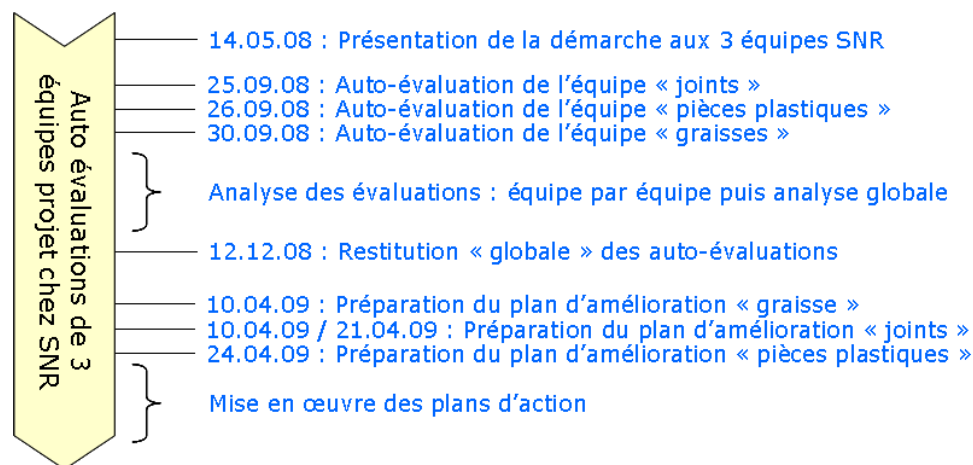 Auto évaluations de 3
équipes projet chez SNR
14.05.08 : Présentation de la démarche aux 3 équipes SNR
25.09.08 : Auto-évaluation de l’équipe « joints »
26.09.08 : Auto-évaluation de l’équipe « pièces plastiques »
30.09.08 : Auto-évaluation de l’équipe « graisses »
Analyse des évaluations : équipe par équipe puis analyse globale
12.12.08 : Restitution « globale » des auto-évaluations
10.04.09 : Préparation du plan d’amélioration « graisse »
10.04.09 / 21.04.09 : Préparation du plan d’amélioration « joints »
24.04.09 : Préparation du plan d’amélioration « pièces plastiques »
Mise en œuvre des plans d’action